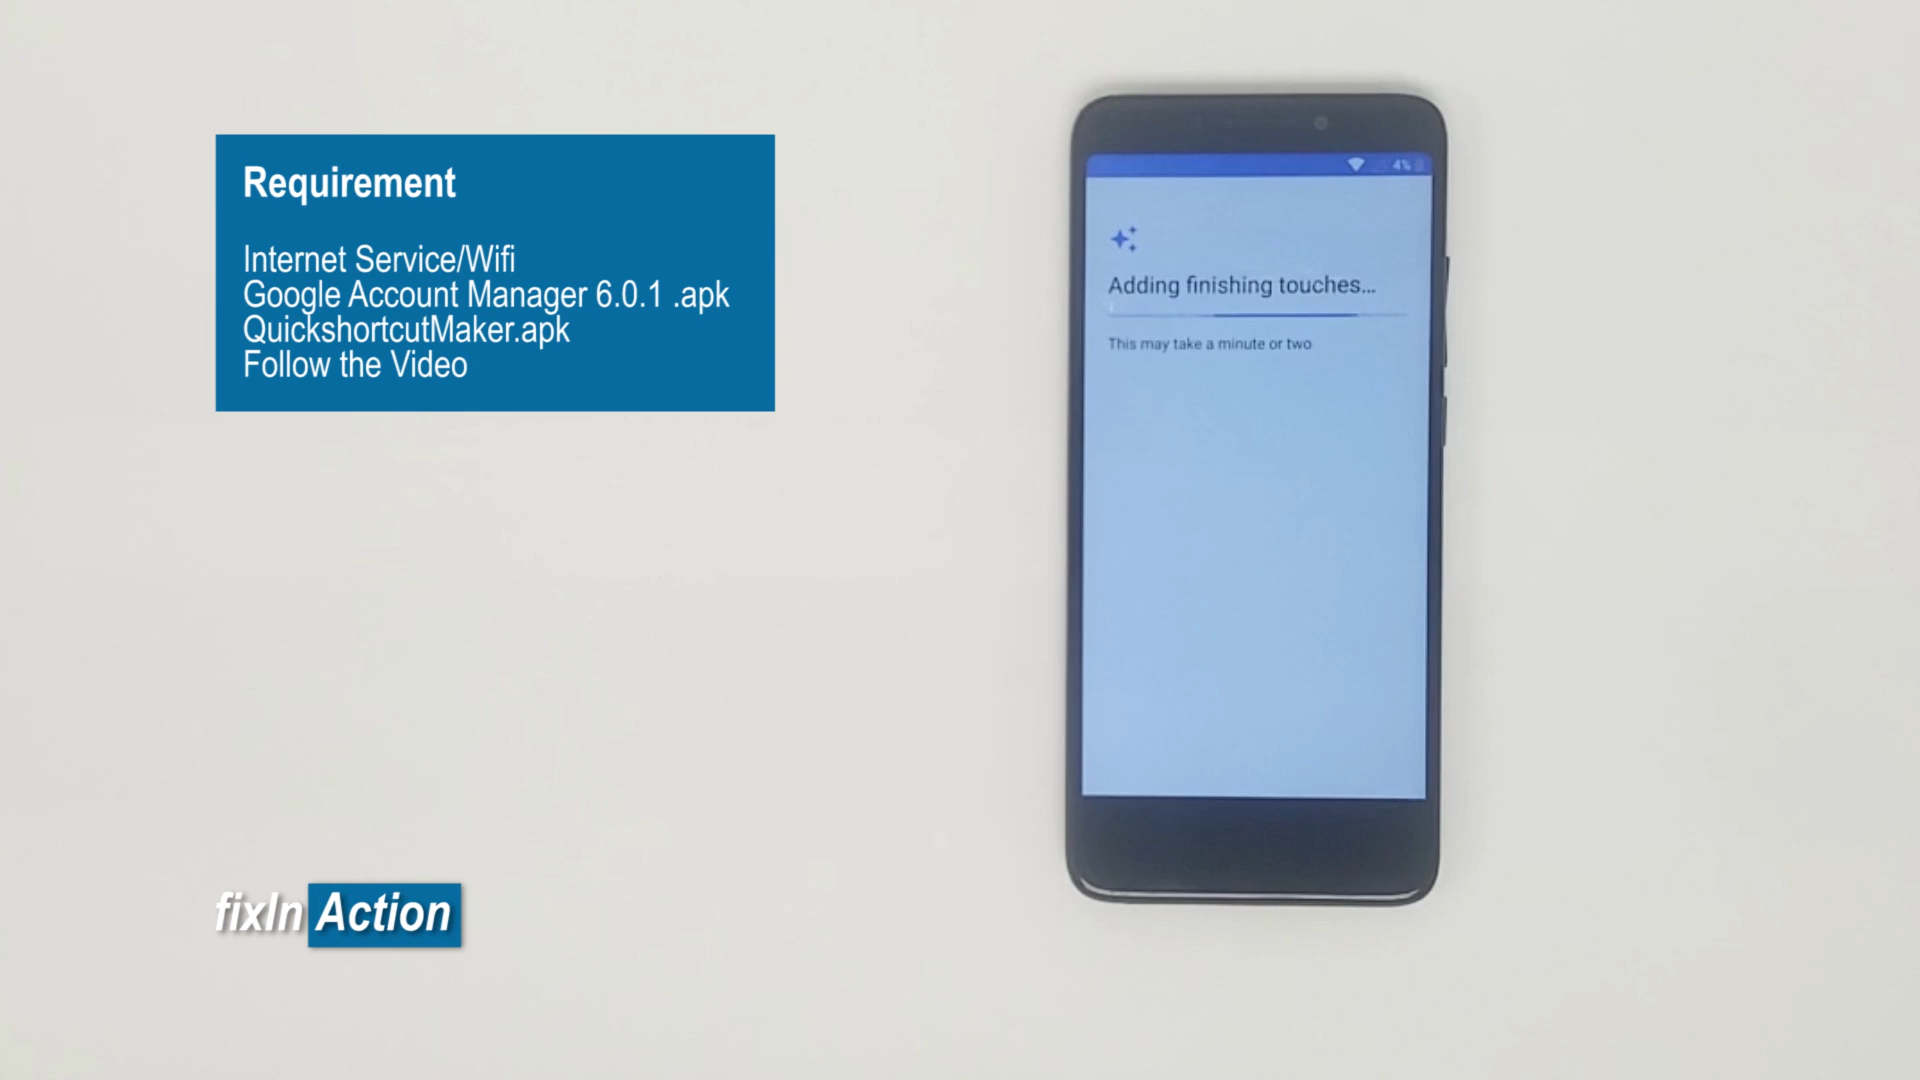 Requirement
Internet Service/Wifi
Google Account Manager 6.0.1 .apk
QuickshortcutMaker.apk
Follow the Video
4%
Adding finishing touches...
This may take a minute or two
fixIn Action